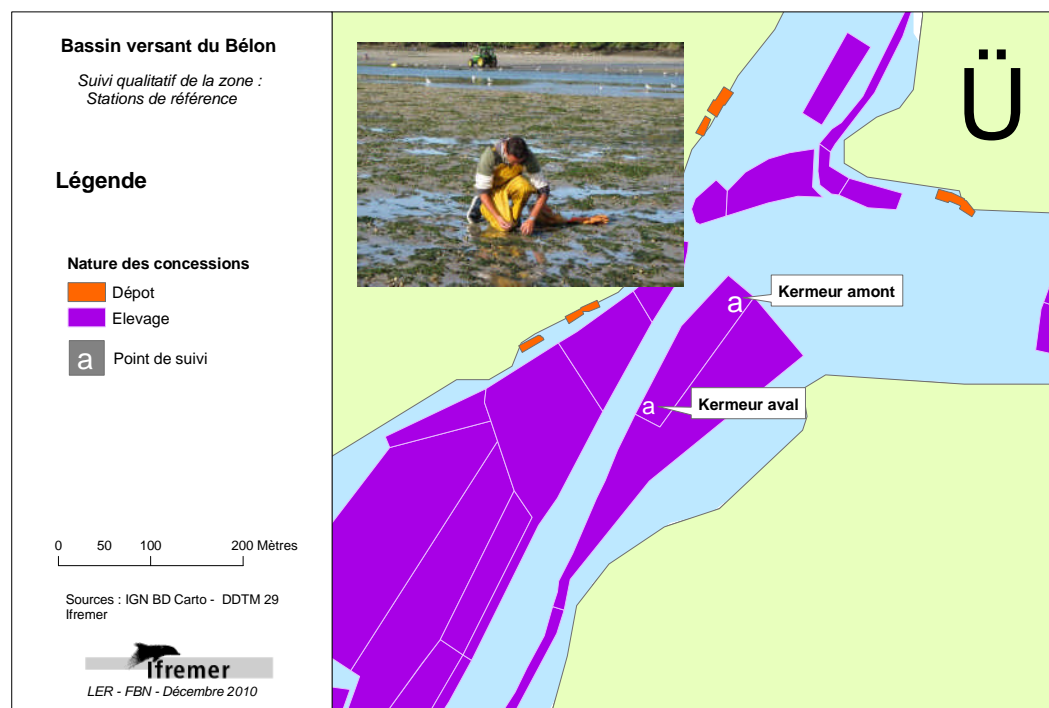 Bassin versant du Bélon
Suivi qualitatif de la zone :
Stations de référence
Légende
Nature des concessions
Dépot
Elevage
a Point de suivi
0 50 100 200 Mètres
Sources : IGN BD Carto - DDTM 29
Ifremer
Ifremer
LER - FBN - Décembre 2010
Ü
a Kermeur amont
a Kermeur aval